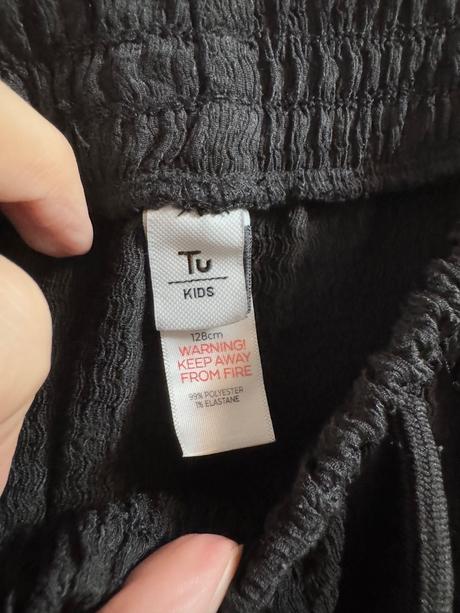 Tu
KIDS
128cm
WARNING!
KEEP AWAY
FROM FIRE
99% POLYESTER
1% ELASTANE